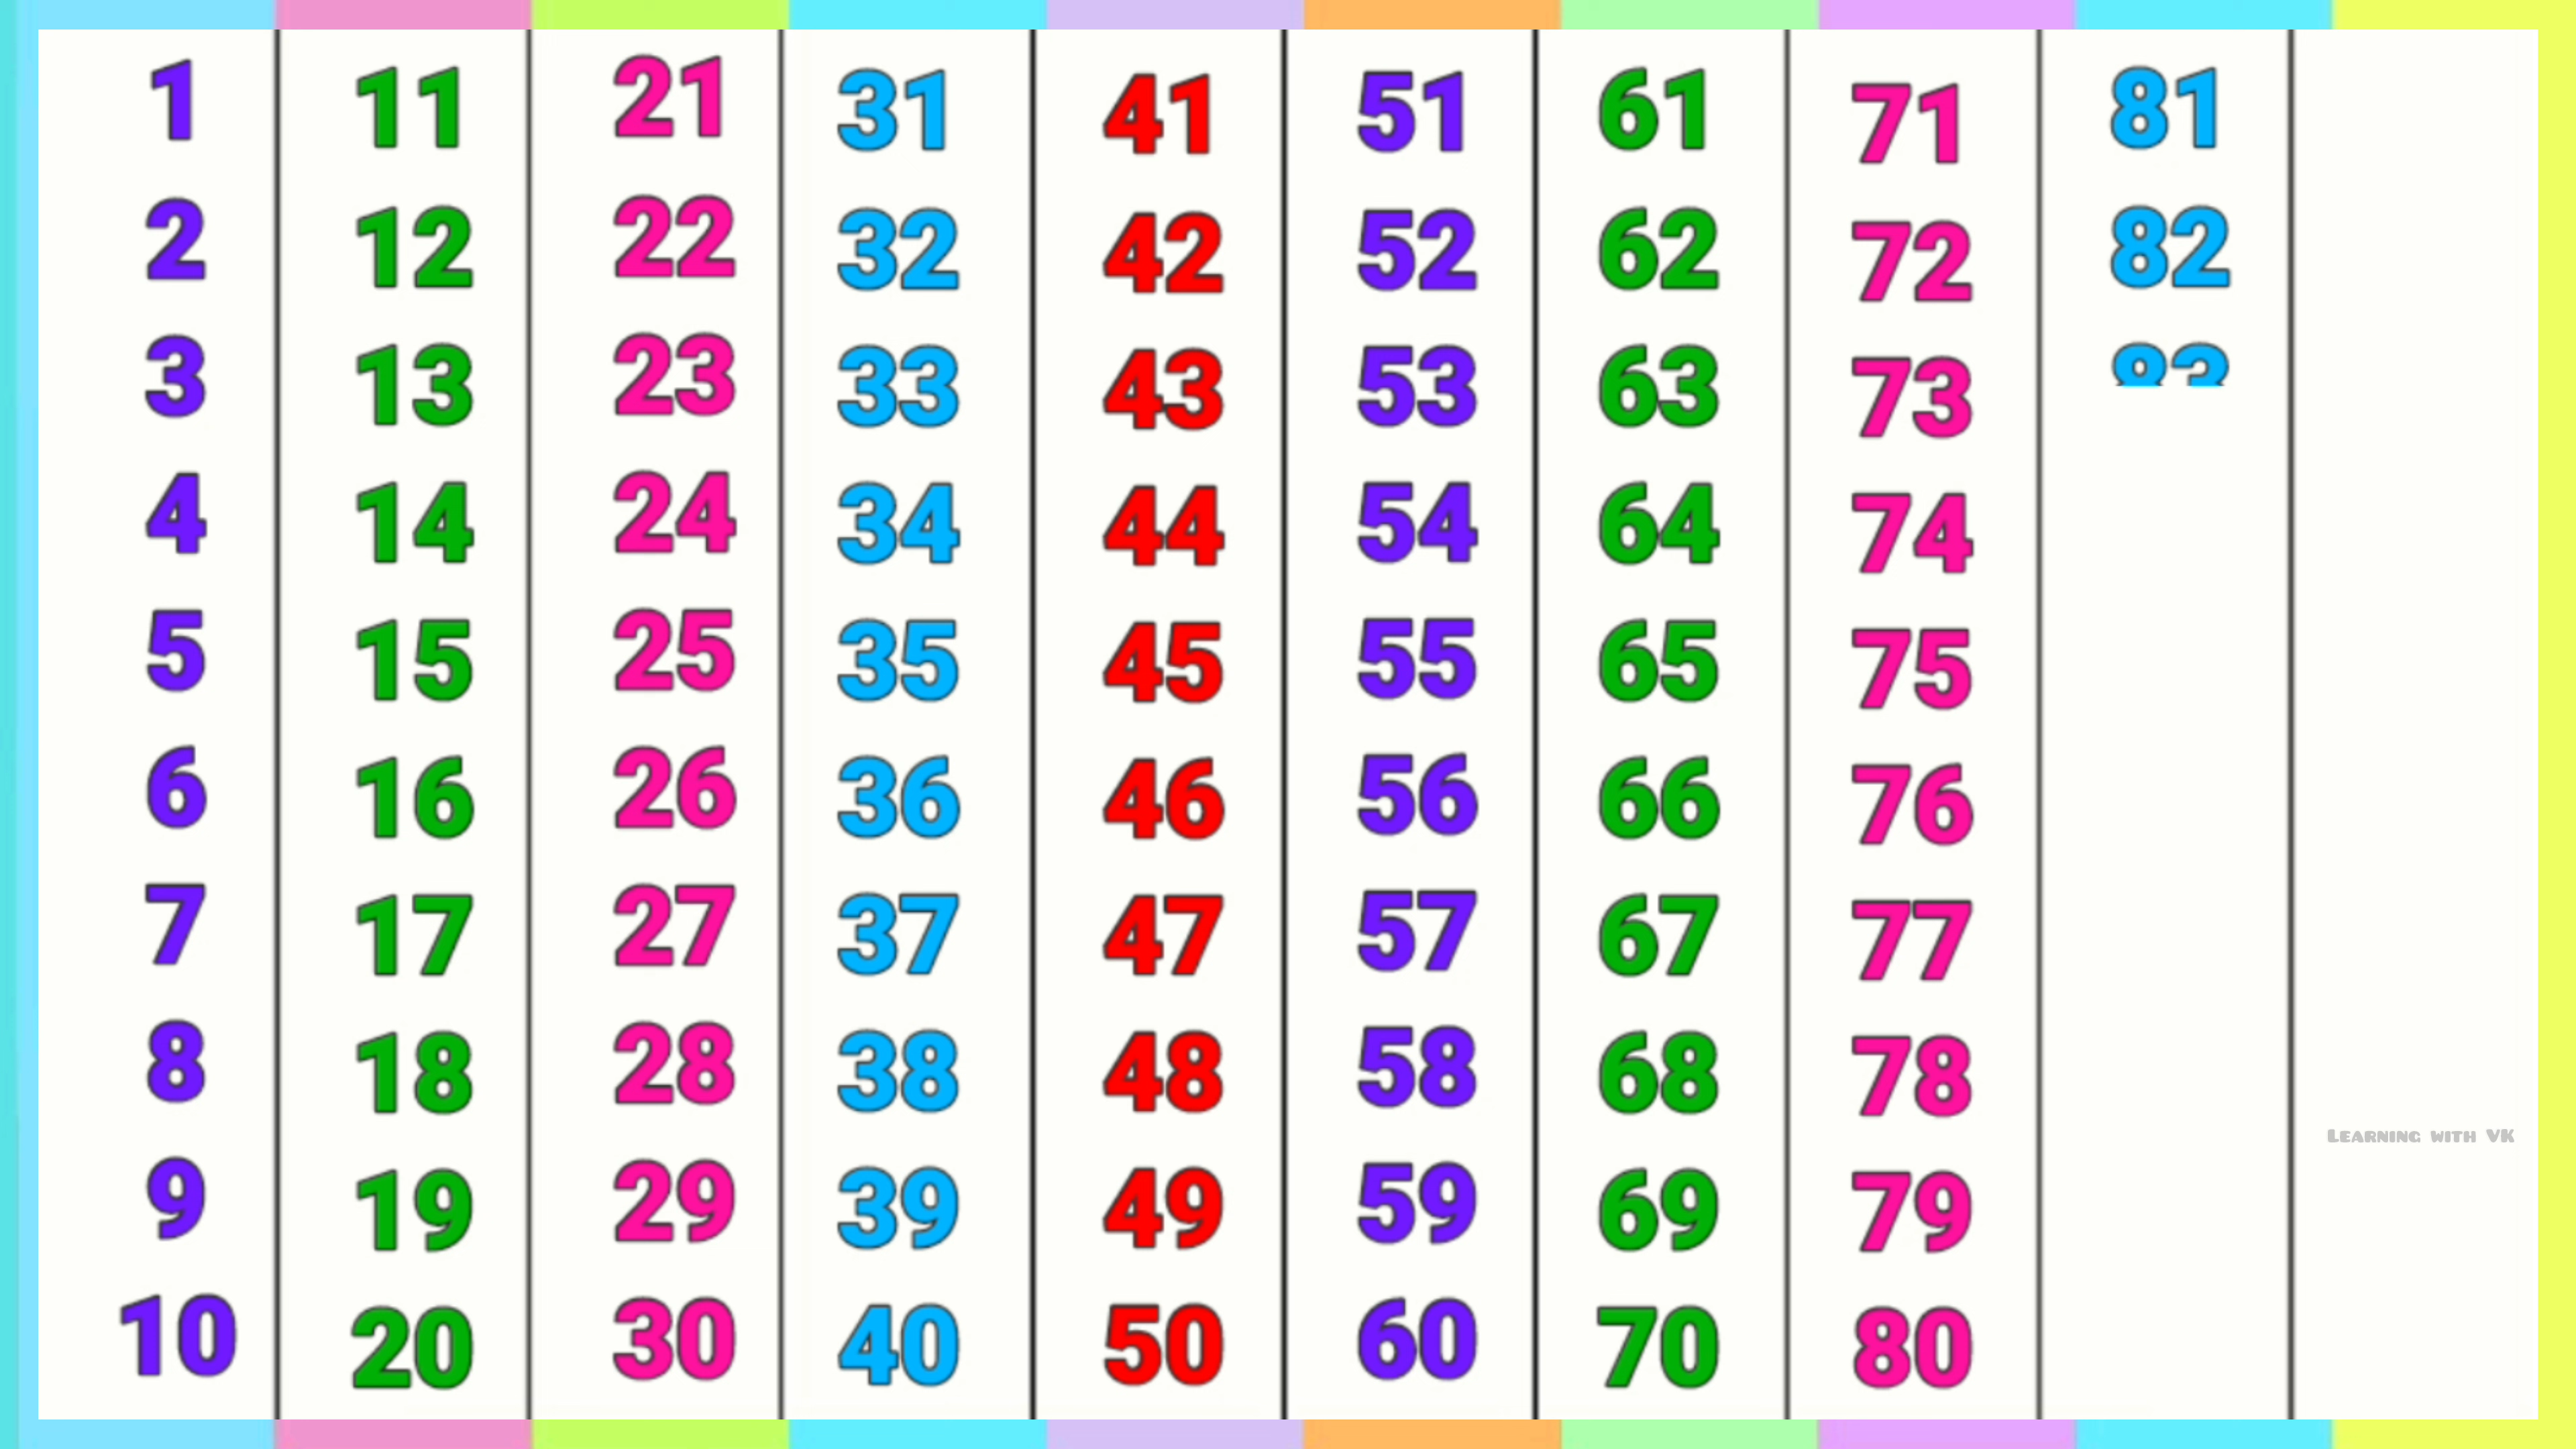 1 11 21 31 41 51 61 71 81
2 12 22 32 42 52 62 72 82
3 13 23 33 43 53 63 73
4 14 24 34 44 54 64 74
5 15 25 35 45 55 65 75
6 16 26 36 46 56 66 76
7 17 27 37 47 57 67 77
8 18 28 38 48 58 68 78
Learning with VK
9 19 29 39 49 59 69 79
10 20 30 40 50 60 70 80